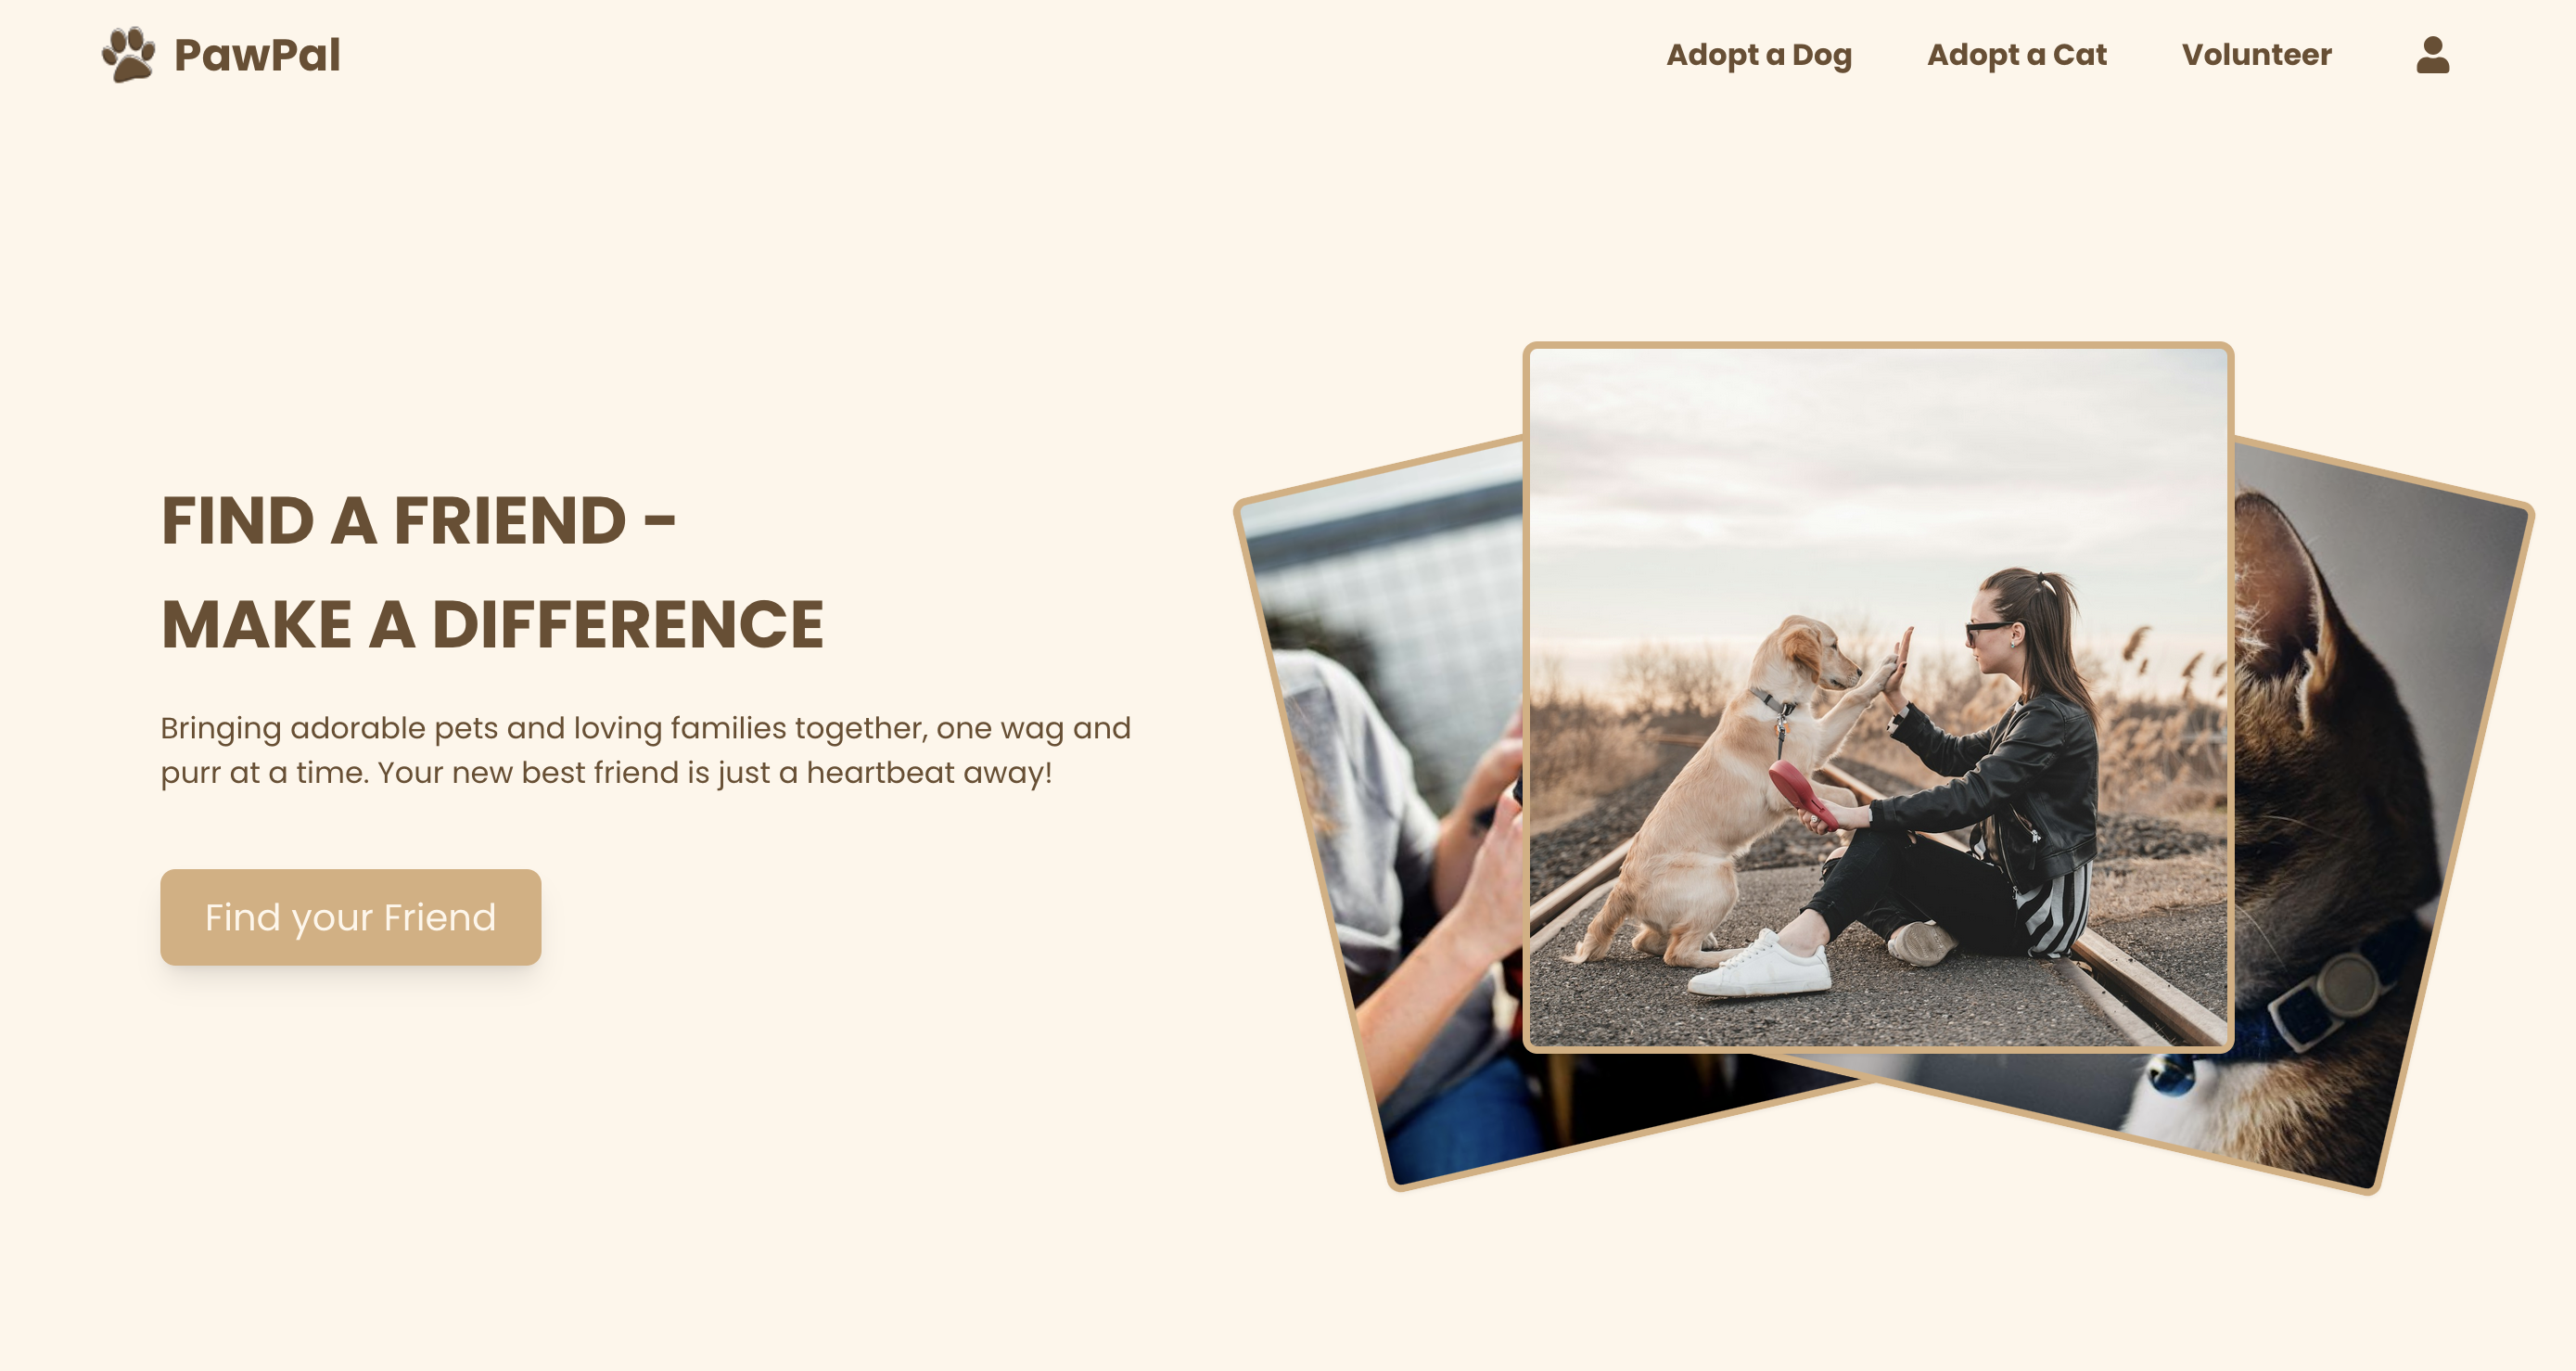 PawPal
Adopt a Dog
Adopt a Cat
Volunteer
FIND A FRIEND -
MAKE A DIFFERENCE
Bringing adorable pets and loving families together, one wag and
purr at a time. Your new best friend is just a heartbeat away!
Find your Friend